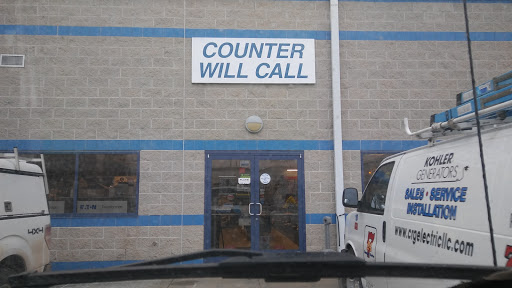 COUNTER
WILL CALL
KOHLER
GENERATORS
SALES • SERVICE
INSTALLATION
www.crgelectricllc.com
E·T·N
4x4